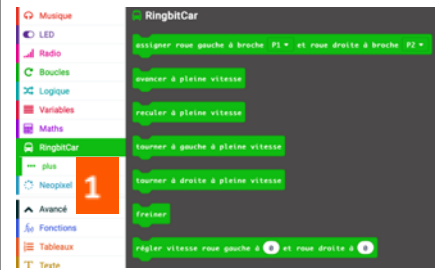 Musique
LED
Radio
Boucles
Logique
Variables
Maths
RingbitCar
plus
Neopixel
Avancé
Fonctions
Tableaux
Texte
1
RingbitCar
assigner roue gauche à broche P1 et roue droite à broche P2
avancer à pleine vitesse
reculer à pleine vitesse
tourner à gauche à pleine vitesse
tourner à droite à pleine vitesse
freiner
régler vitesse roue gauche à 0 et roue droite à 0